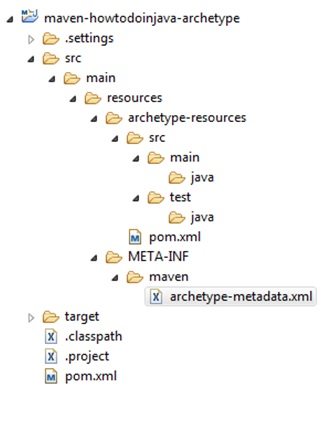 maven-howtodoinjava-archetype
.settings
src
main
resources
archetype-resources
src
main
java
test
java
pom.xml
META-INF
maven
archetype-metadata.xml
target
.classpath
.project
pom.xml